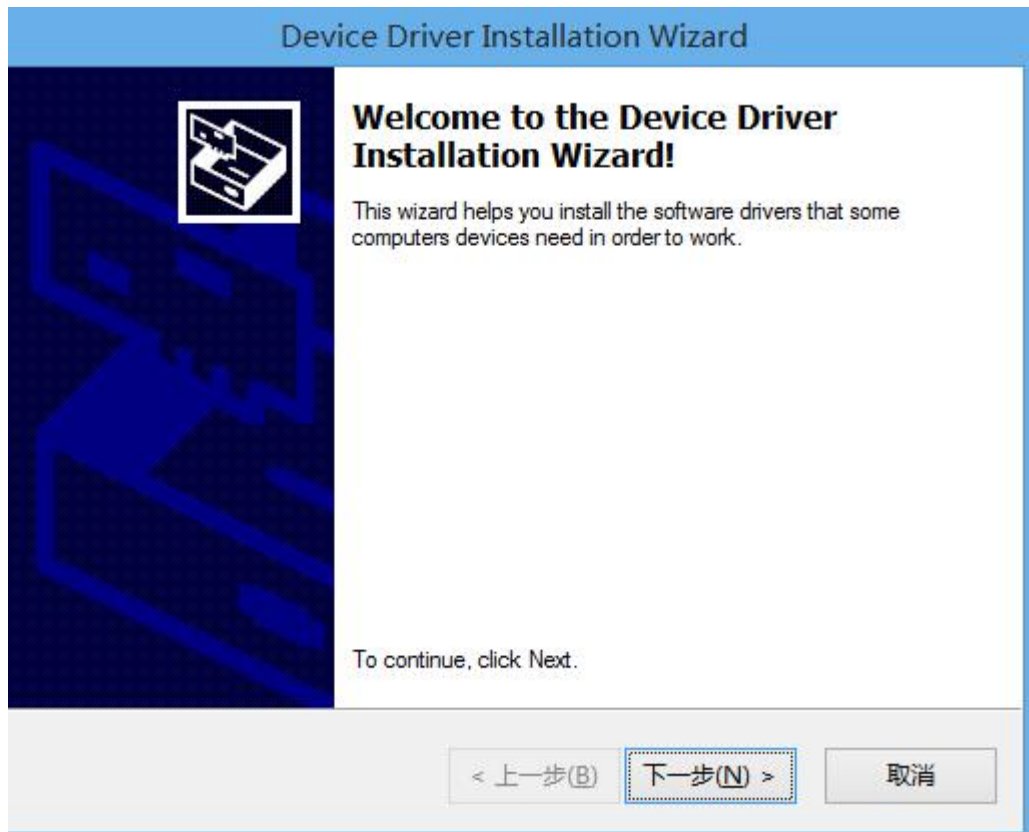 Device Driver Installation Wizard
Welcome to the Device Driver
Installation Wizard!
This wizard helps you install the software drivers that some
computers devices need in order to work.
To continue, click Next.
< 上一步(B)
下一步(N) >
取消